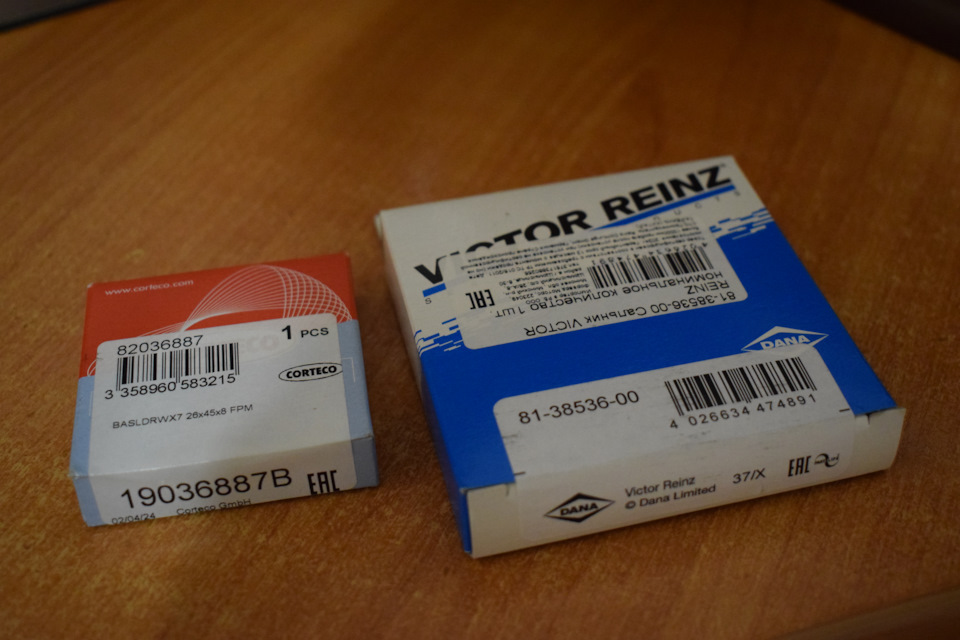 www.corteco.com
82036887
1 PCS
3 358960 583215
CORTECO
BASLDRWX7 26x45x8 FPM
19036887B
EAC
02/04/24 Corteco GmbH
VICTOR REINZ
EAC
81-38536-00 Сальник VICTOR
REINZ
номинальное количество 1 шт.
DANA
81-38536-00
4 026634 474891
DANA
Victor Reinz
© Dana Limited
37/X
EAC